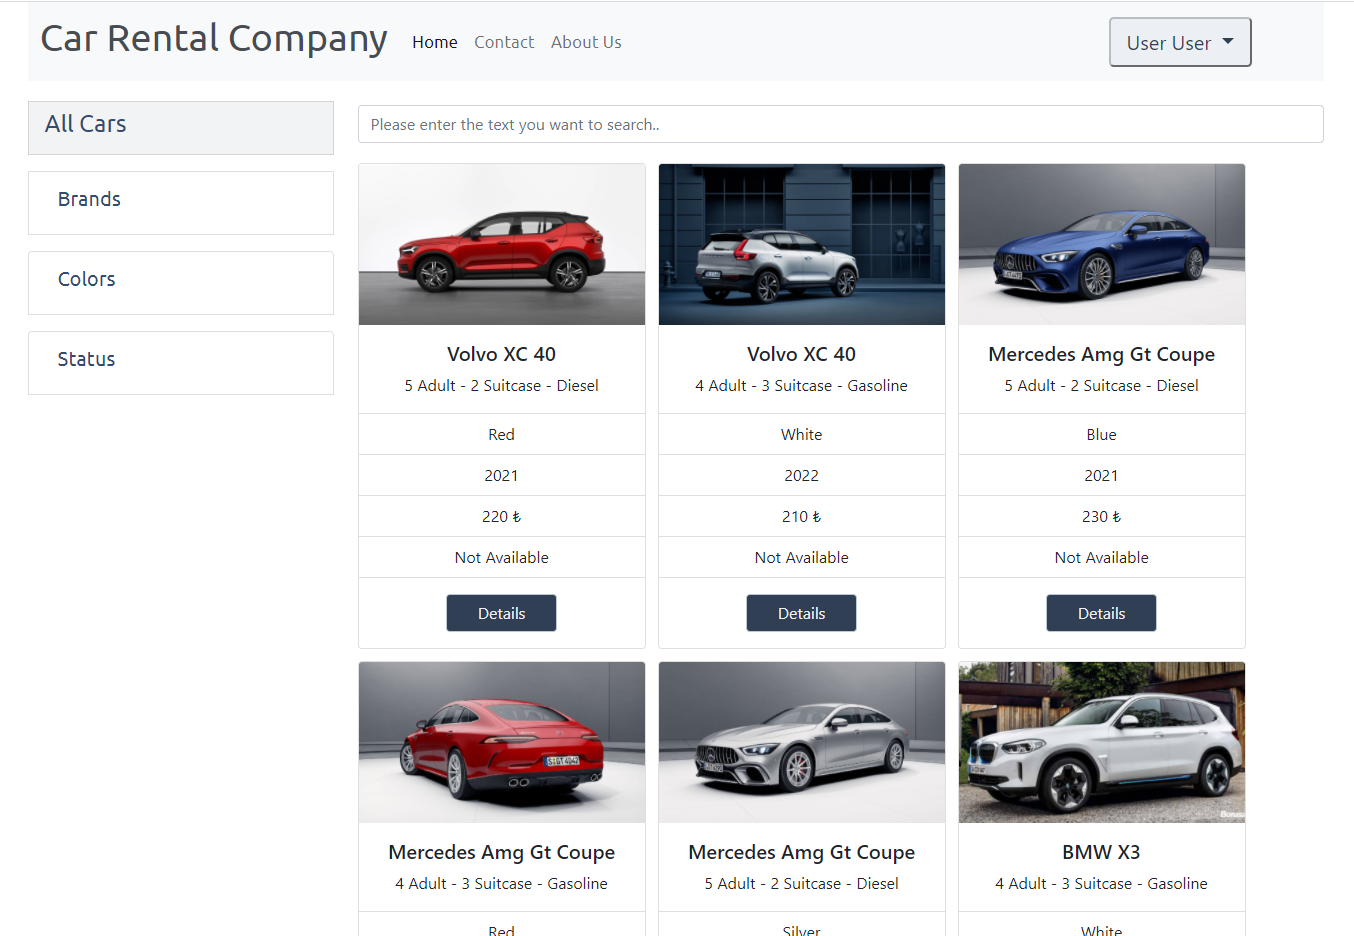 Car Rental Company
Home
Contact
About Us
User User
All Cars
Brands
Colors
Status
Please enter the text you want to search..
Volvo XC 40
5 Adult - 2 Suitcase - Diesel
Red
2021
220 ₺
Not Available
Details
Volvo XC 40
4 Adult - 3 Suitcase - Gasoline
White
2022
210 ₺
Not Available
Details
Mercedes Amg Gt Coupe
5 Adult - 2 Suitcase - Diesel
Blue
2021
230 ₺
Not Available
Details
Mercedes Amg Gt Coupe
4 Adult - 3 Suitcase - Gasoline
Red
Mercedes Amg Gt Coupe
5 Adult - 2 Suitcase - Diesel
Silver
BMW X3
4 Adult - 3 Suitcase - Gasoline
White